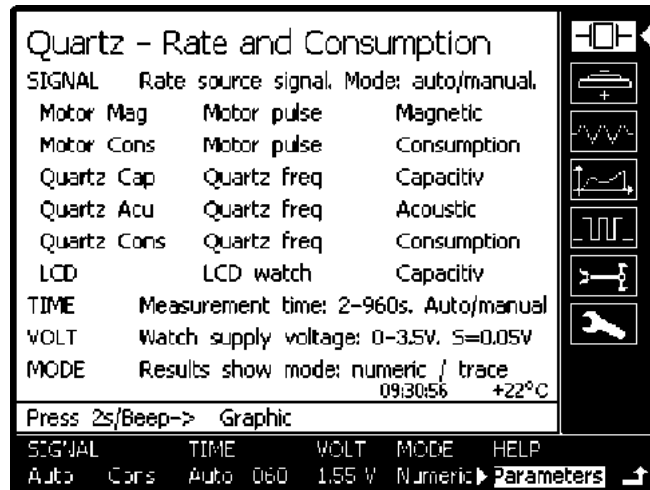 Quartz - Rate and Consumption
SIGNAL Rate source signal. Mode: auto/manual.
Motor Mag Motor pulse Magnetic
Motor Cons Motor pulse Consumption
Quartz Cap Quartz freq Capacitiv
Quartz Acu Quartz freq Acoustic
Quartz Cons Quartz freq Consumption
LCD LCD watch Capacitiv
TIME Measurement time: 2-960s. Auto/manual
VOLT Watch supply voltage: 0-3.5V. S=0.05V
MODE Results show mode: numeric / trace
09:30:56 +22°C
Press 2s/Beep-> Graphic
SIGNAL TIME VOLT MODE HELP
Auto Cons Auto 060 1.55 V Numeric Parameters